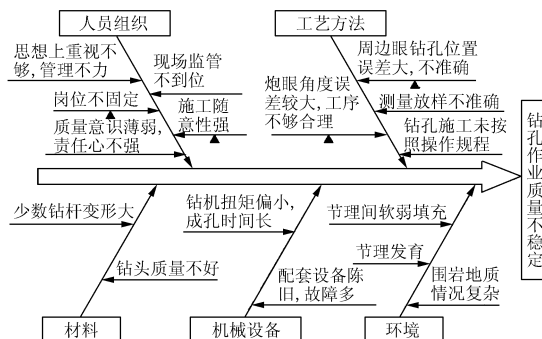 人员组织
工艺方法
思想上重视不
够,管理不力
现场监管
不到位
岗位不固定
施工随
意性强
质量意识薄弱,
责任心不强
周边眼钻孔位置
误差大,不准确
炮眼角度误
差较大,工序
不够合理
测量放样不准确
钻孔施工未按
照操作规程
钻孔作业质量不稳定
少数钻杆变形大
钻头质量不好
钻机扭矩偏小,
成孔时间长
配套设备陈
旧,故障多
节理间软弱填充
节理发育
围岩地质
情况复杂
材料
机械设备
环境